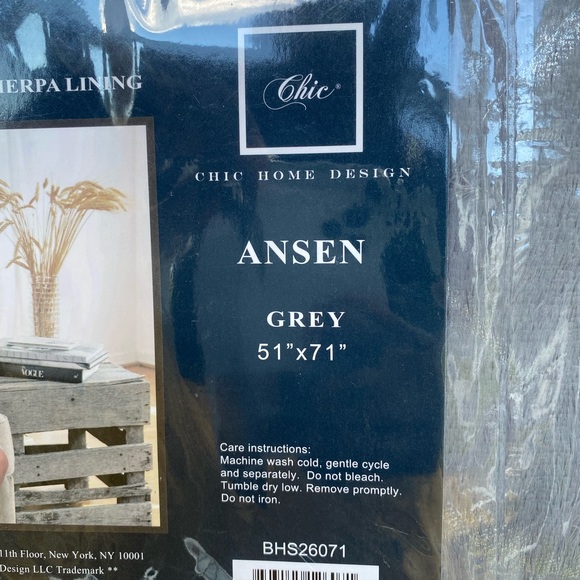 LINING
Chic®
CHIC HOME DESIGN
ANSEN
GREY
51”x71”
VOGUE
Care instructions:
Machine wash cold, gentle cycle
and separately. Do not bleach.
Tumble dry low. Remove promptly.
Do not iron.
11th Floor, New York, NY 10001
Design LLC Trademark **
BHS26071